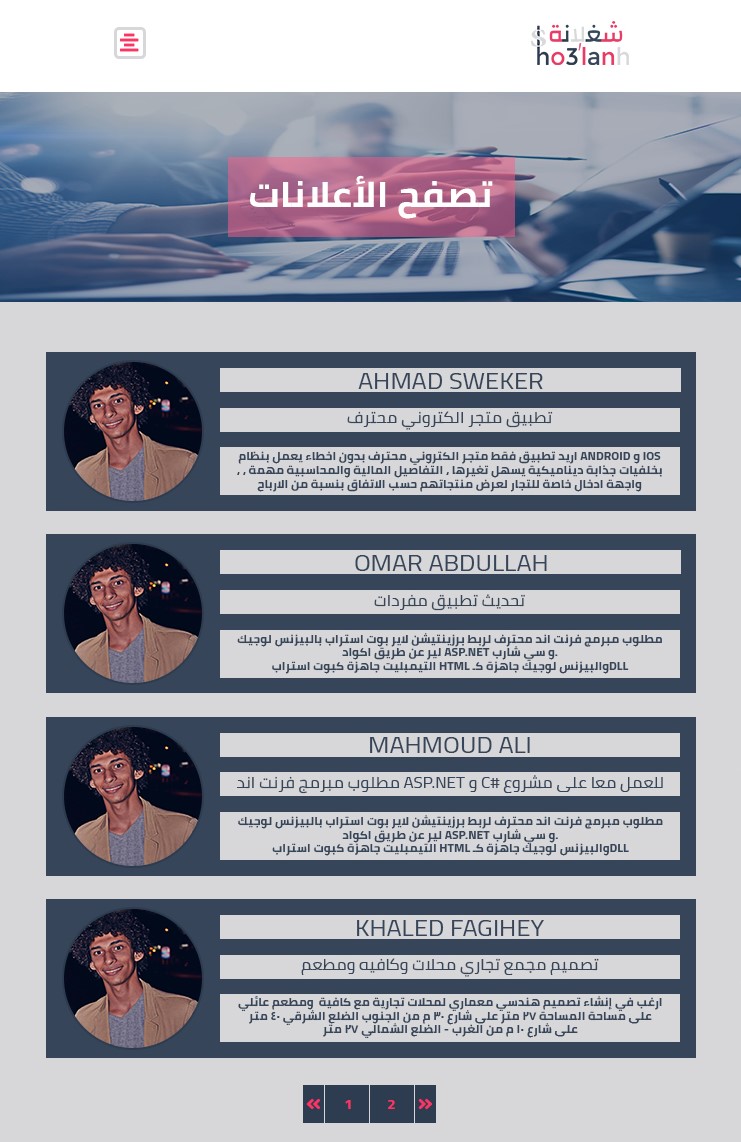 شغلانة
ho3lanh
تصفح الأعلانات
AHMAD SWEKER
تطبيق متجر الكتروني محترف
اريد تطبيق فقط متجر الكتروني محترف بدون اخطاء يعمل بنظام ANDROID و IOS
بخلفيات جذابة ديناميكية يسهل تغيرها , التفاصيل المالية والمحاسبية مهمة , ,
واجهة ادخال خاصة للتجار لعرض منتجاتهم حسب الاتفاق بنسبة من الارباح
OMAR ABDULLAH
تحديث تطبيق مفردات
مطلوب مبرمج فرنت اند محترف لربط برزينتيشن لاير بوت استراب بالبيزنس لوجيك
لير عن طريق اكواد ASP.NET و سي شارب.
التيمبليت جاهزة كبوت استراب HTML والبيزنس لوجيك جاهزة كـ DLL
MAHMOUD ALI
مطلوب مبرمج فرنت اند ASP.NET و C# للعمل معا على مشروع
مطلوب مبرمج فرنت اند محترف لربط برزينتيشن لاير بوت استراب بالبيزنس لوجيك
لير عن طريق اكواد ASP.NET و سي شارب.
التيمبليت جاهزة كبوت استراب HTML والبيزنس لوجيك جاهزة كـ DLL
KHALED FAGIHEY
تصميم مجمع تجاري محلات وكافيه ومطعم
ارغب في إنشاء تصميم هندسي معماري لمحلات تجارية مع كافية ومطعم عائلي
على مساحة المساحة ٢٧ متر على شارع ٣٠ م من الجنوب الضلع الشرقي ٤٠ متر
على شارع ١٠ م من الغرب - الضلع الشمالي ٢٧ متر
« 1 2 »